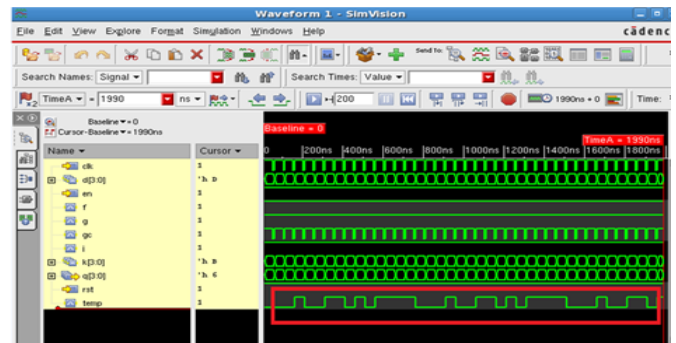 Waveform 1 - SimVision
File Edit View Explore Format Simulation Windows Help cādenc
Send to:
Search Names: Signal Search Times: Value
x2 TimeA = 1990 ns 200 1990ns + 0 Time:
Baseline = 0
Cursor-Baseline = 1990ns
Baseline = 0
TimeA = 1990ns
Name Cursor 0 200ns 400ns 600ns 800ns 1000ns 1200ns 1400ns 1600ns 1800ns
clk 1
d[3:0] 'h D
en 1
f 1
g 1
gc 1
i 1
k[3:0]
q[3:0] 'h 6
rst 1
temp 1